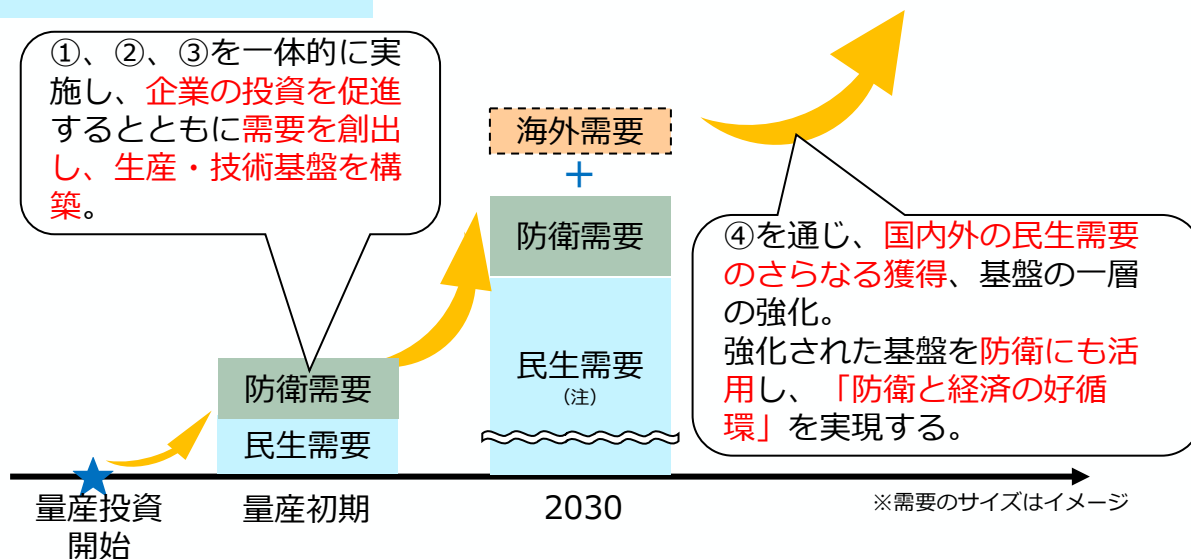 ①、②、③を一体的に実
施し、企業の投資を促進
するとともに需要を創出
し、生産・技術基盤を構
築。
海外需要
+
防衛需要
民生需要
(注)
防衛需要
民生需要
④を通じ、国内外の民生需要
のさらなる獲得、基盤の一層
の強化。
強化された基盤を防衛にも活
用し、「防衛と経済の好循
環」を実現する。
量産投資
開始
量産初期
2030
※需要のサイズはイメージ